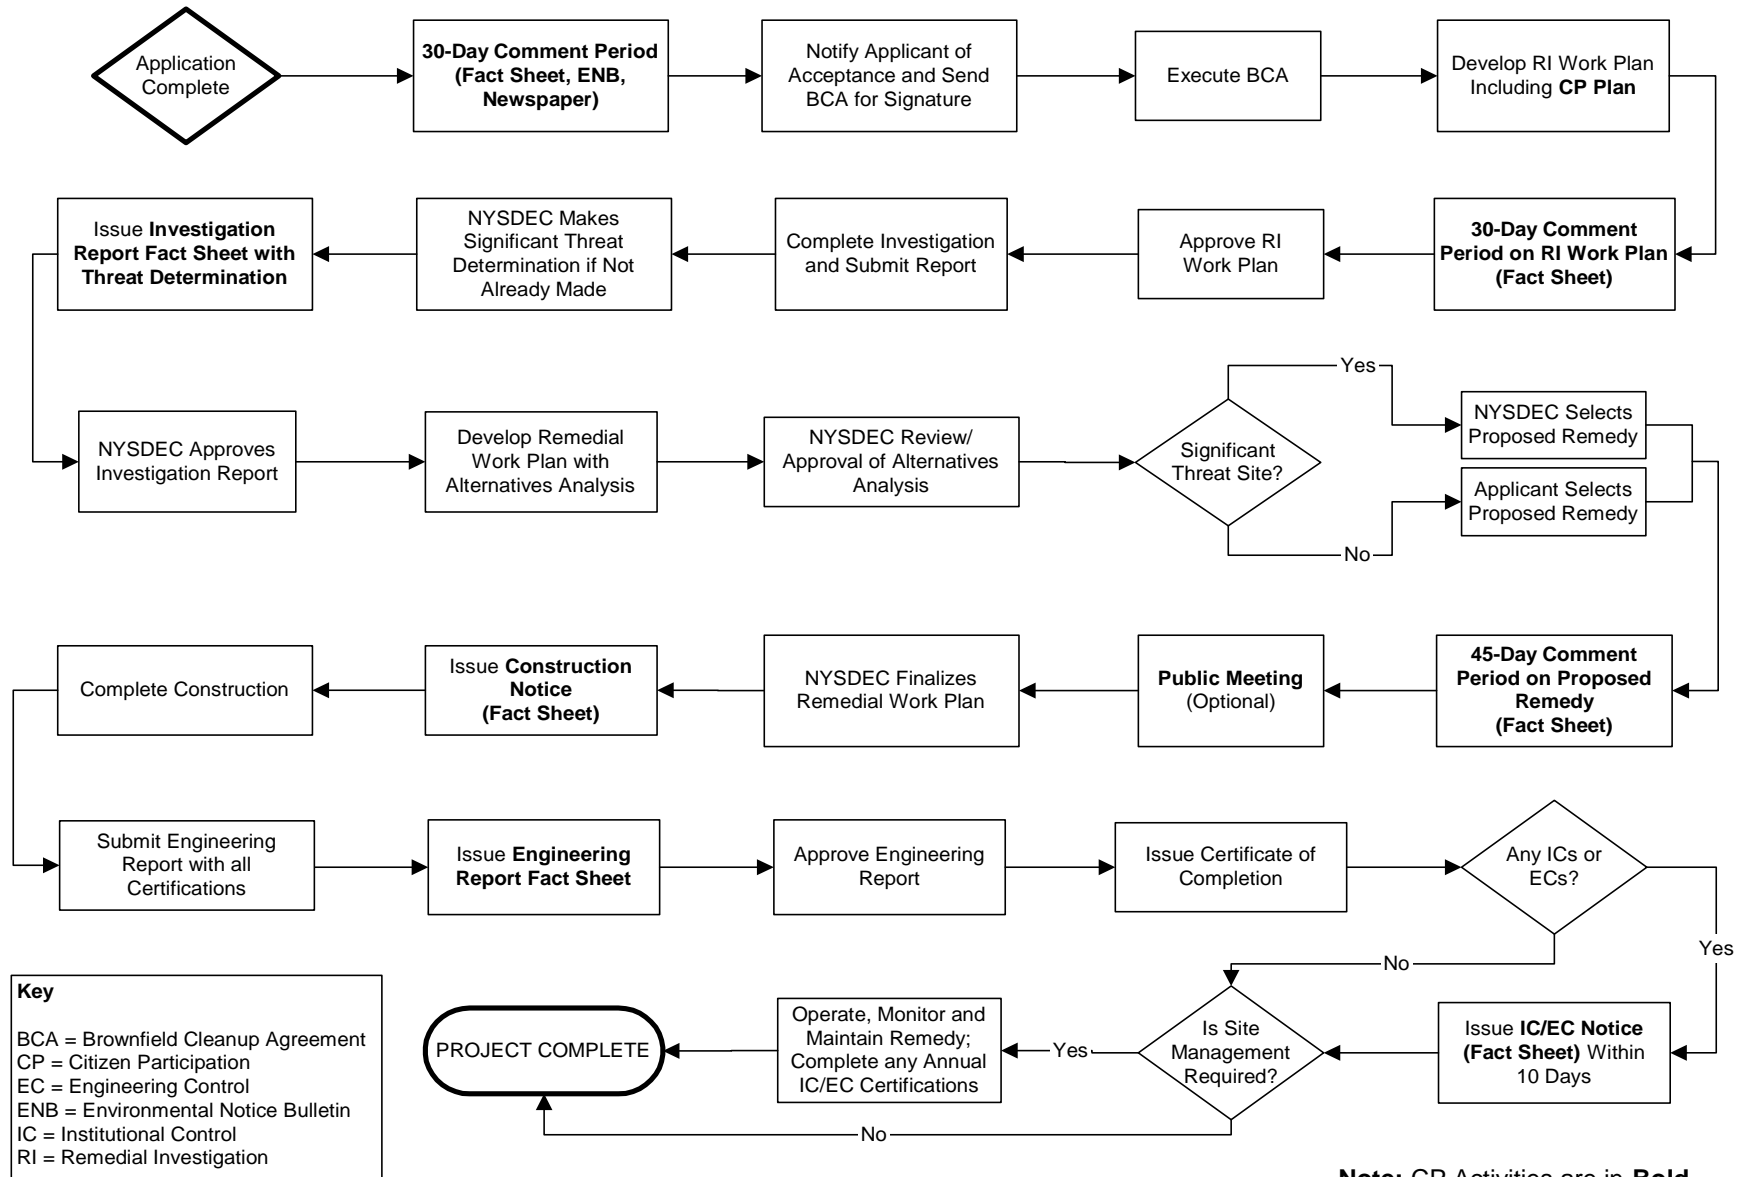 Application
Complete
30-Day Comment Period
(Fact Sheet, ENB,
Newspaper)
Notify Applicant of
Acceptance and Send
BCA for Signature
Execute BCA
Develop RI Work Plan
Including CP Plan
30-Day Comment
Period on RI Work Plan
(Fact Sheet)
Approve RI
Work Plan
Complete Investigation
and Submit Report
NYSDEC Makes
Significant Threat
Determination if Not
Already Made
Issue Investigation
Report Fact Sheet with
Threat Determination
NYSDEC Approves
Investigation Report
Develop Remedial
Work Plan with
Alternatives Analysis
NYSDEC Review/
Approval of Alternatives
Analysis
Significant
Threat Site?
Yes
No
NYSDEC Selects
Proposed Remedy
Applicant Selects
Proposed Remedy
45-Day Comment
Period on Proposed
Remedy
(Fact Sheet)
Public Meeting
(Optional)
NYSDEC Finalizes
Remedial Work Plan
Issue Construction
Notice
(Fact Sheet)
Complete Construction
Submit Engineering
Report with all
Certifications
Issue Engineering
Report Fact Sheet
Approve Engineering
Report
Issue Certificate of
Completion
Any ICs or
ECs?
Yes
No
Issue IC/EC Notice
(Fact Sheet) Within
10 Days
Is Site
Management
Required?
Yes
No
Operate, Monitor and
Maintain Remedy;
Complete any Annual
IC/EC Certifications
PROJECT COMPLETE
Key
BCA = Brownfield Cleanup Agreement
CP = Citizen Participation
EC = Engineering Control
ENB = Environmental Notice Bulletin
IC = Institutional Control
RI = Remedial Investigation
Note: CP Activities are in Bold